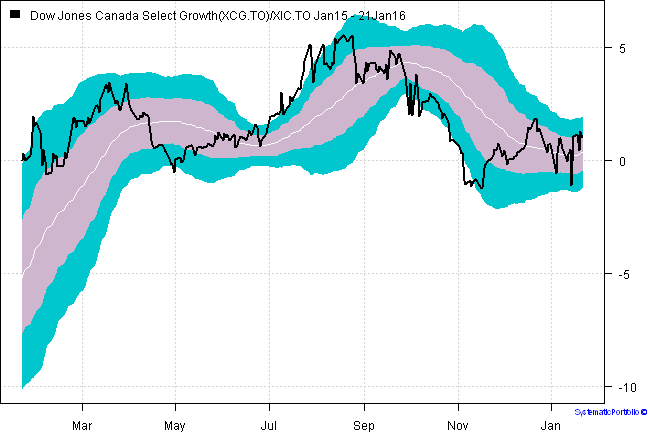 Dow Jones Canada Select Growth(XCG.TO)/XIC.TO Jan15 - 21Jan16
5
0
-5
-10
Mar May Jul Sep Nov Jan
SystematicPortfolio ©